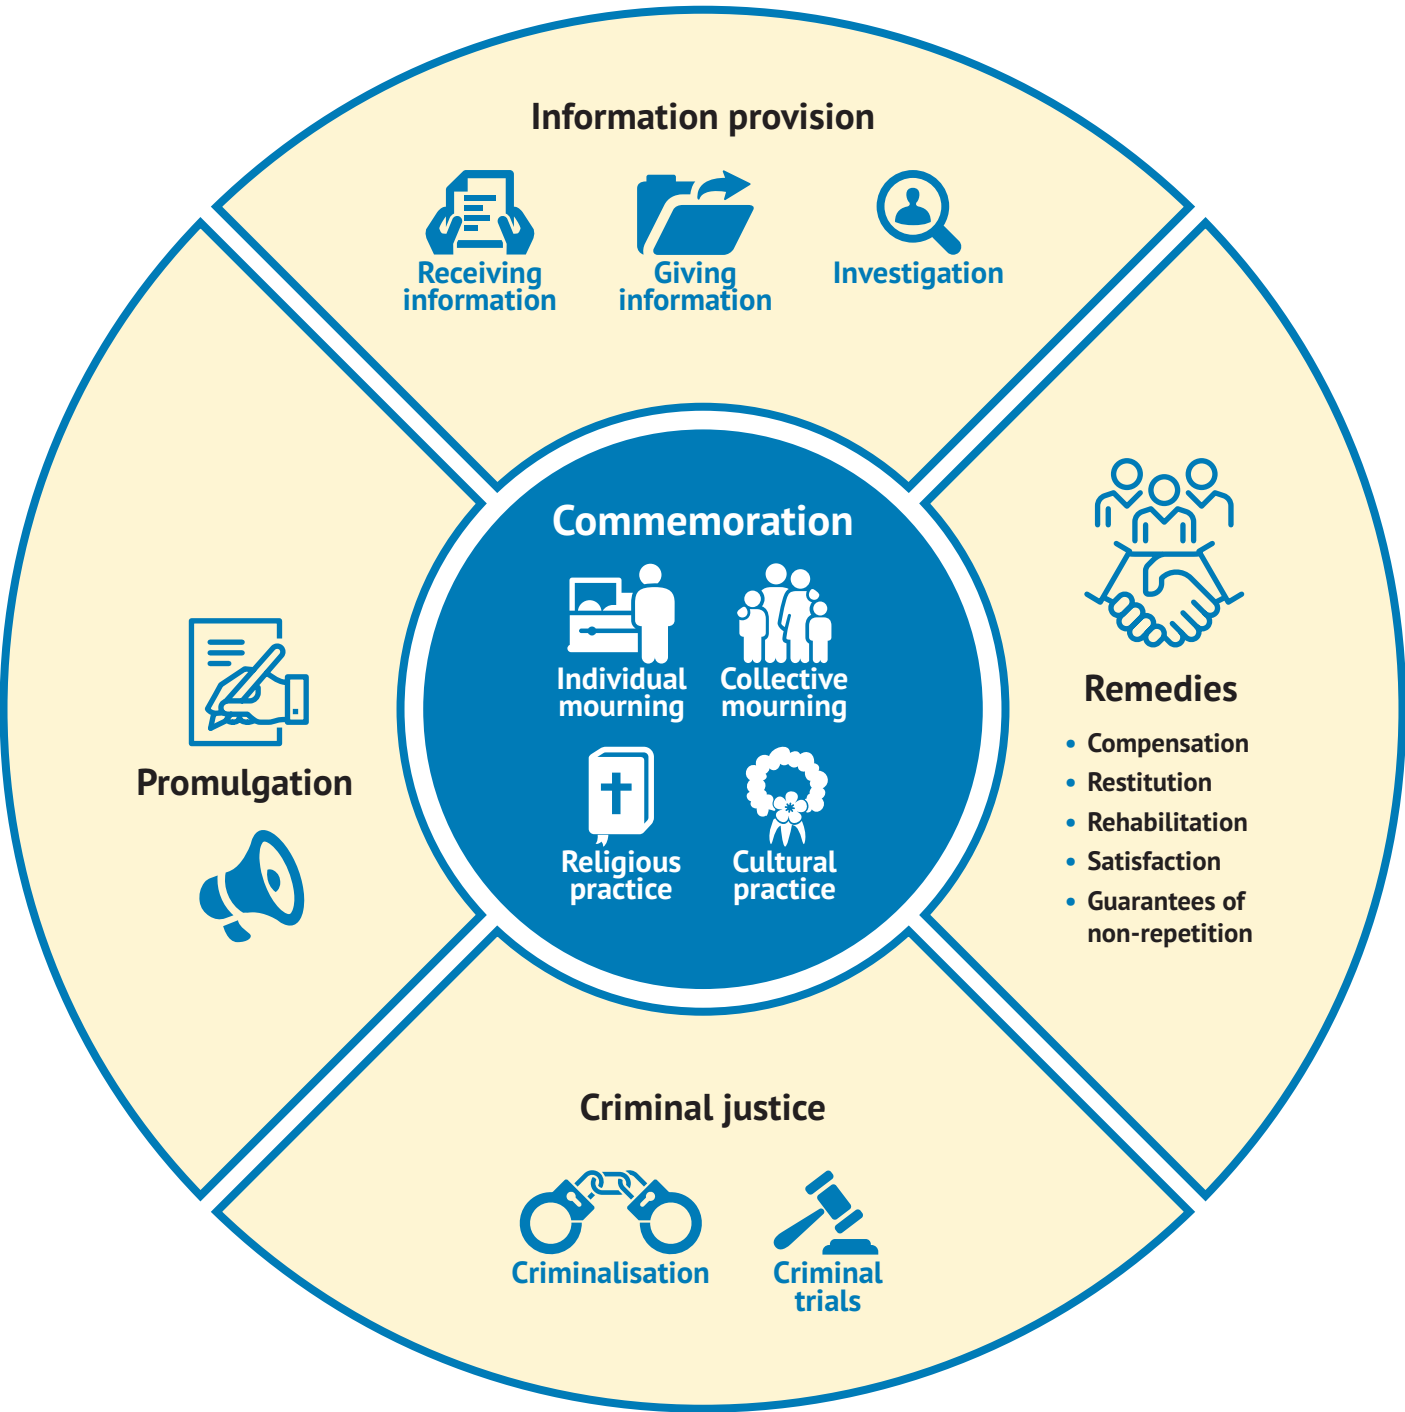 Information provision
Receiving
information
Giving
information
Investigation
Commemoration
Individual
mourning
Collective
mourning
Religious
practice
Cultural
practice
Remedies
• Compensation
• Restitution
• Rehabilitation
• Satisfaction
• Guarantees of
non-repetition
Promulgation
Criminal justice
Criminalisation
Criminal
trials